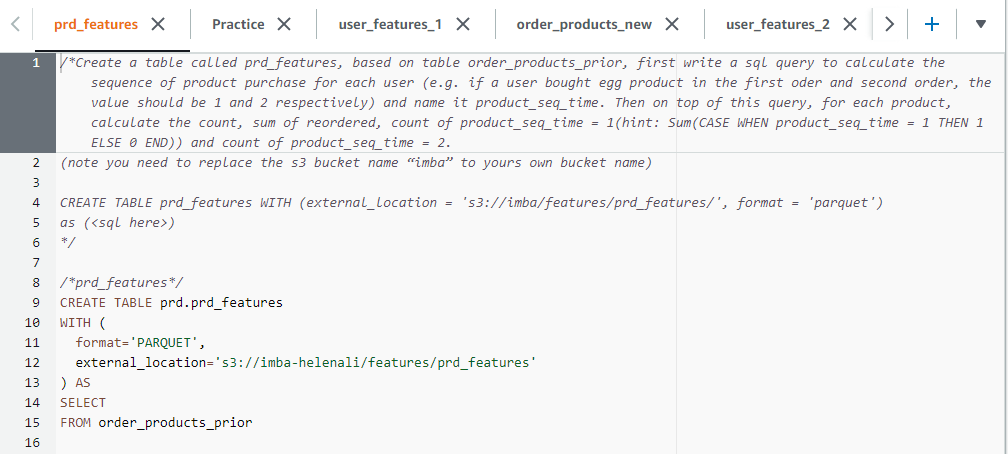 prd_features Practice user_features_1 order_products_new user_features_2
1 /*Create a table called prd_features, based on table order_products_prior, first write a sql query to calculate the
sequence of product purchase for each user (e.g. if a user bought egg product in the first oder and second order, the
value should be 1 and 2 respectively) and name it product_seq_time. Then on top of this query, for each product,
calculate the count, sum of reordered, count of product_seq_time = 1(hint: Sum(CASE WHEN product_seq_time = 1 THEN 1
ELSE 0 END)) and count of product_seq_time = 2.
2 (note you need to replace the s3 bucket name “imba” to yours own bucket name)
3
4 CREATE TABLE prd_features WITH (external_location = 's3://imba/features/prd_features/', format = 'parquet')
5 as (<sql here>)
6 */
7
8 /*prd_features*/
9 CREATE TABLE prd.prd_features
10 WITH (
11 format='PARQUET',
12 external_location='s3://imba-helenali/features/prd_features'
13 ) AS
14 SELECT
15 FROM order_products_prior
16